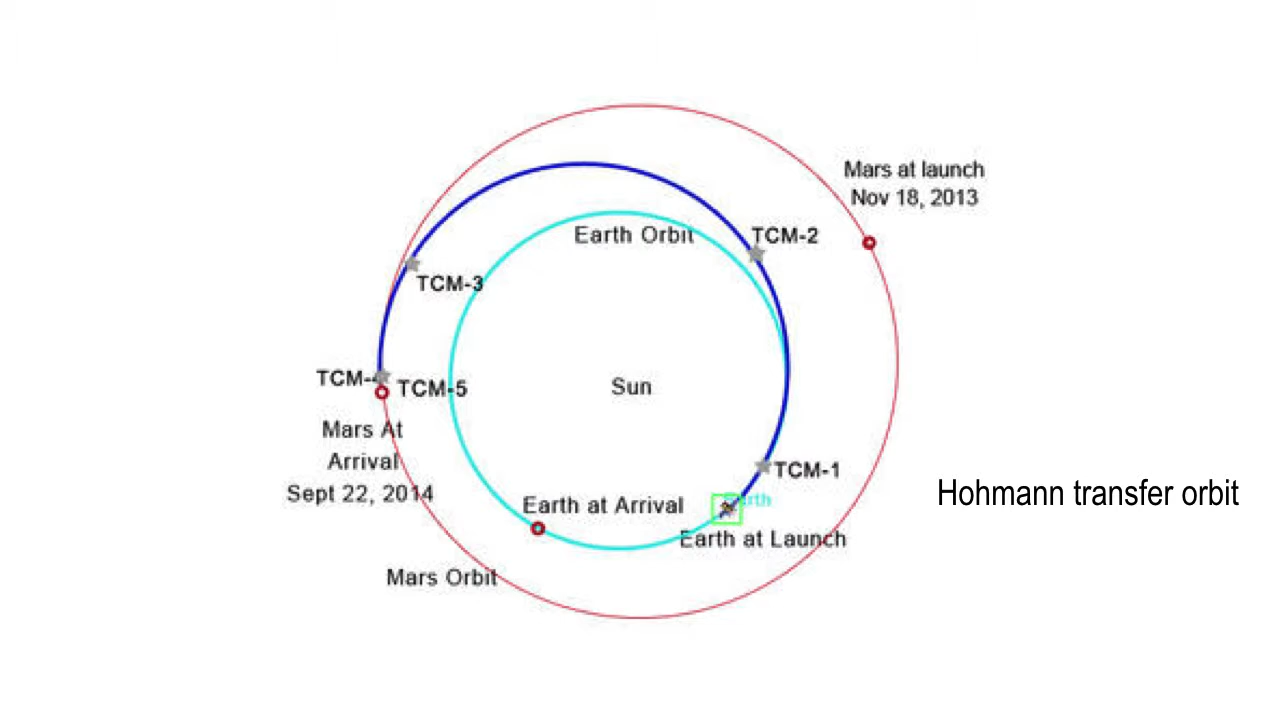 Mars at launch
Nov 18, 2013
Earth Orbit
TCM-2
TCM-3
TCM-4
TCM-5
Sun
Mars At
Arrival
Sept 22, 2014
TCM-1
Earth
Hohmann transfer orbit
Earth at Arrival
Earth at Launch
Mars Orbit